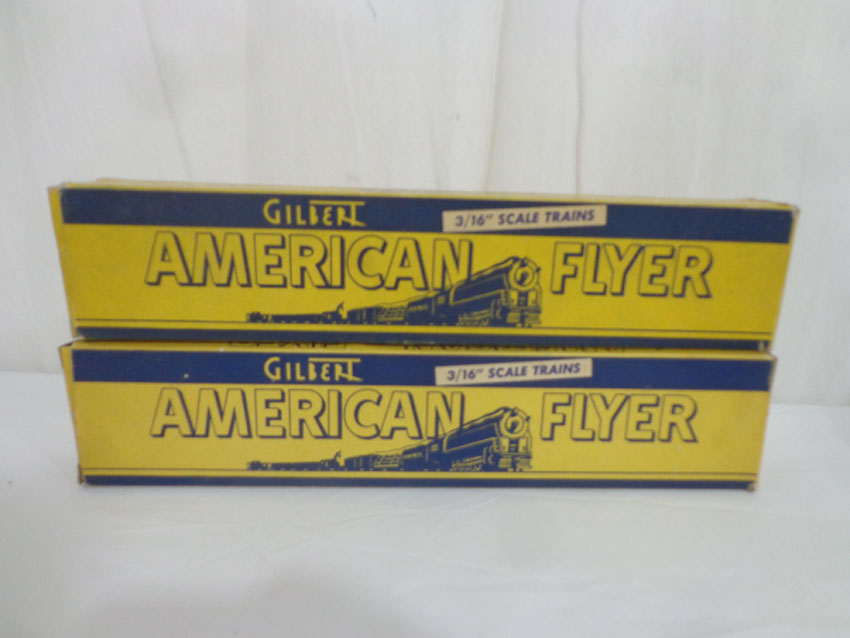 GILBERT 3/16" SCALE TRAINS
AMERICAN FLYER
GILBERT 3/16" SCALE TRAINS
AMERICAN FLYER